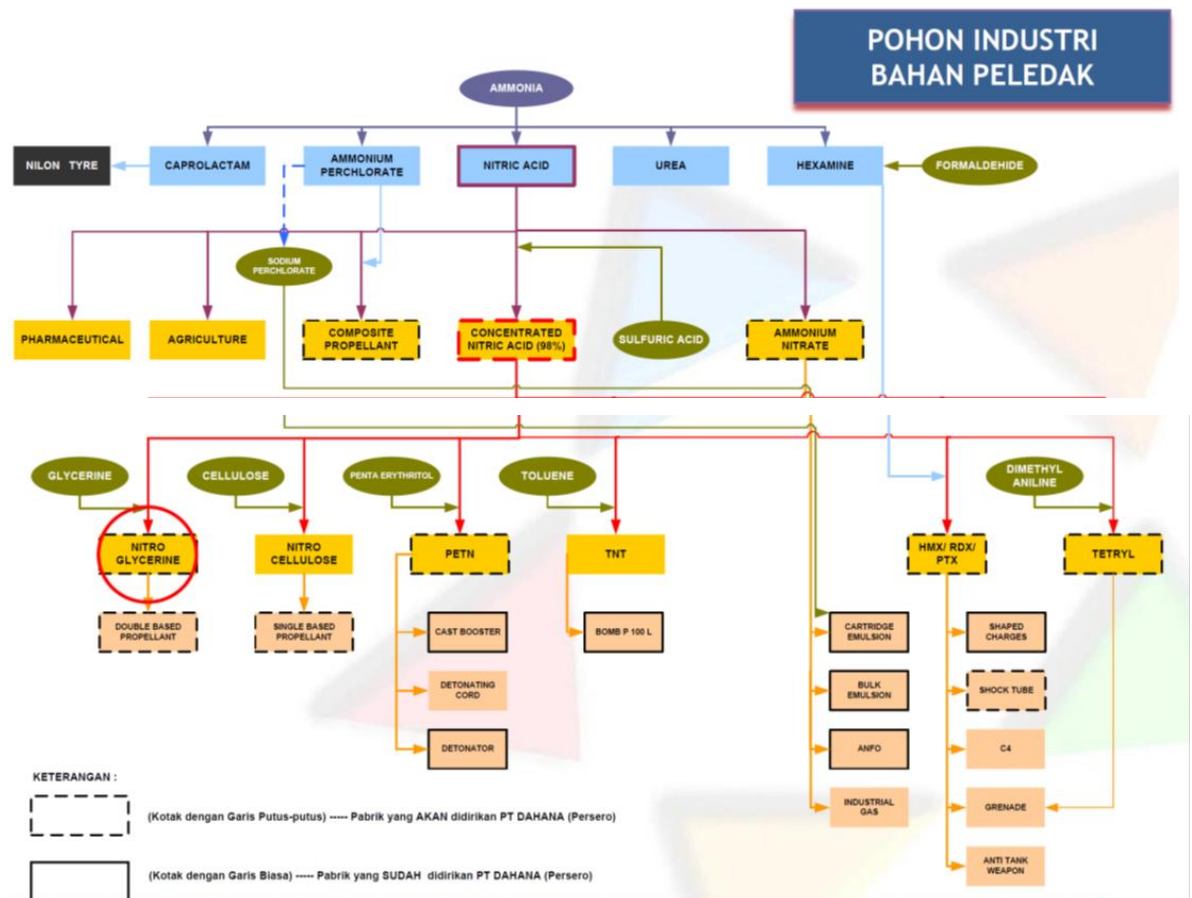 POHON INDUSTRI
BAHAN PELEDAK
AMMONIA
NILON TYRE
CAPROLACTAM
AMMONIUM
PERCHLORATE
NITRIC ACID
UREA
HEXAMINE
FORMALDEHIDE
SODIUM
PERCHLORATE
PHARMACEUTICAL
AGRICULTURE
COMPOSITE
PROPELLANT
CONCENTRATED
NITRIC ACID (98%)
SULFURIC ACID
AMMONIUM
NITRATE
GLYCERINE
CELLULOSE
PENTA ERYTHRITOL
TOLUENE
DIMETHYL
ANILINE
NITRO
GLYCERINE
NITRO
CELLULOSE
PETN
TNT
HMX/ RDX/
PTX
TETRYL
DOUBLE BASED
PROPELLANT
SINGLE BASED
PROPELLANT
CAST BOOSTER
BOMB P 100 L
CARTRIDGE
EMULSION
SHAPED
CHARGES
DETONATING
CORD
BULK
EMULSION
SHOCK TUBE
DETONATOR
ANFO
C4
INDUSTRIAL
GAS
GRENADE
ANTI TANK
WEAPON
KETERANGAN :
(Kotak dengan Garis Putus-putus) ----- Pabrik yang AKAN didirikan PT DAHANA (Persero)
(Kotak dengan Garis Biasa) ----- Pabrik yang SUDAH didirikan PT DAHANA (Persero)